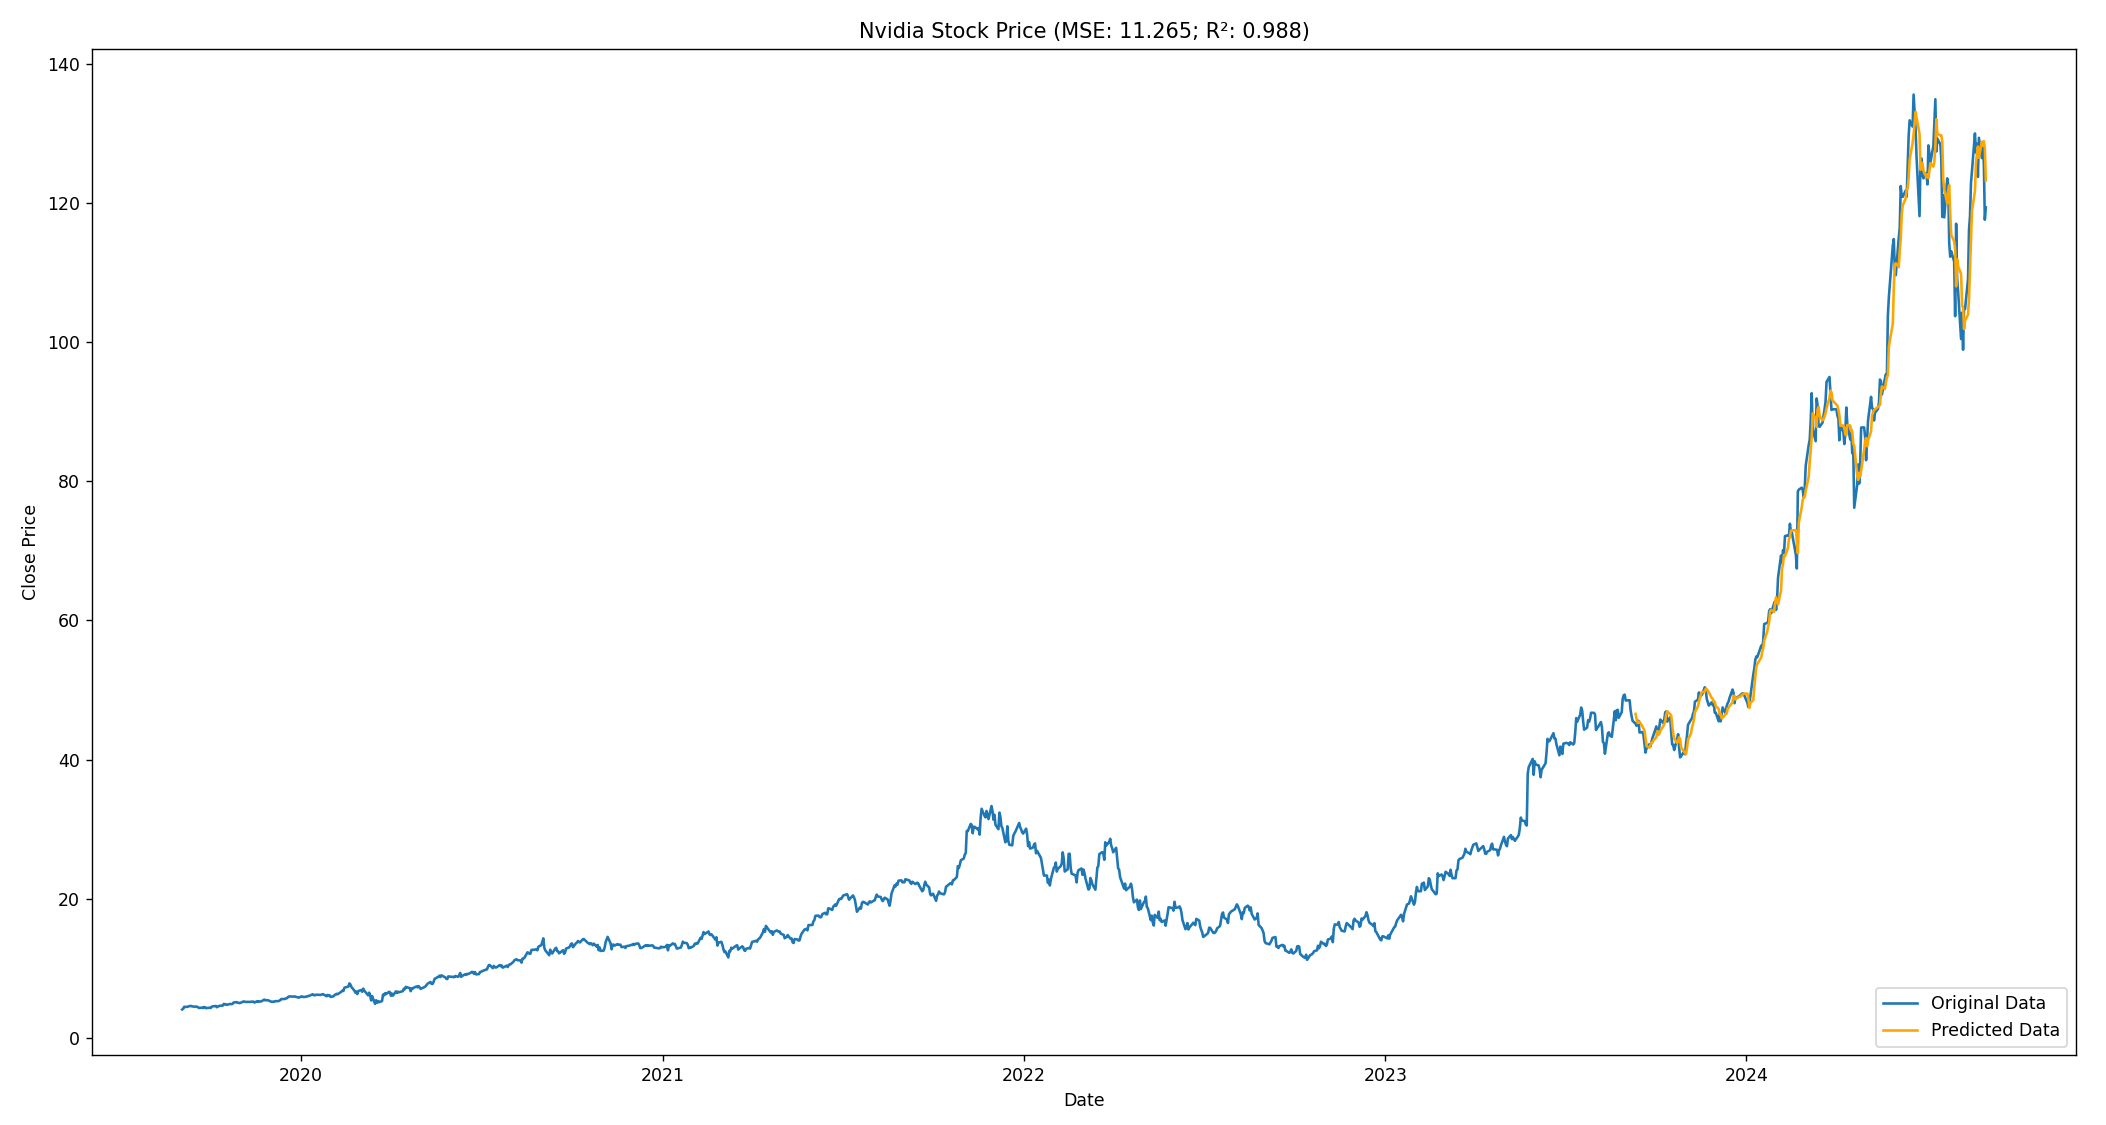 Nvidia Stock Price (MSE: 11.265; R²: 0.988)
140
120
100
80
60
40
20
0
Close Price
2020 2021 2022 2023 2024
Date
Original Data
Predicted Data